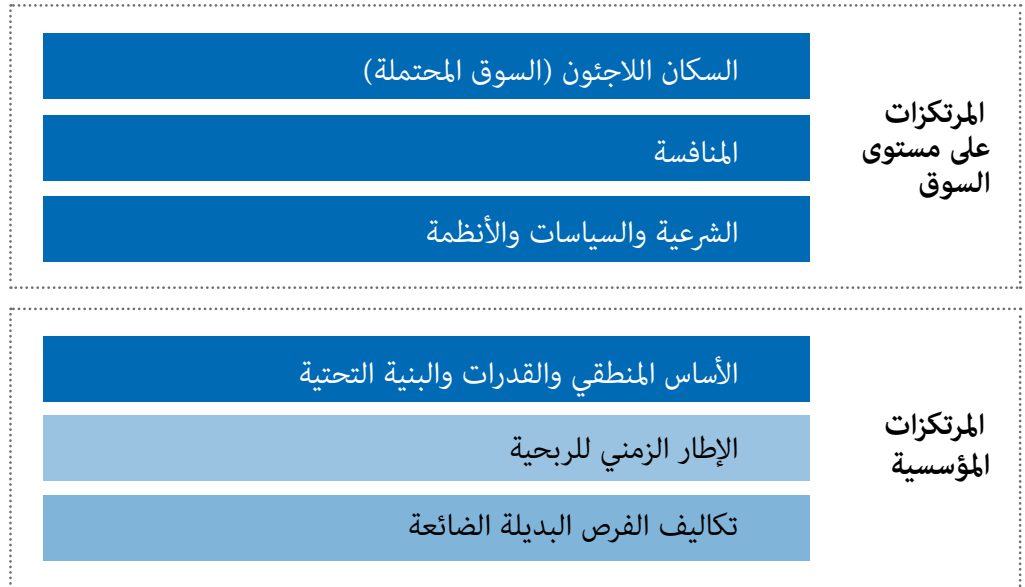 المرتكزات
على مستوى
السوق
السكان اللاجئون (السوق المحتملة)
المنافسة
الشرعية والسياسات والأنظمة
المرتكزات
المؤسسية
الأساس المنطقي والقدرات والبنية التحتية
الإطار الزمني للربحية
تكاليف الفرص البديلة الضائعة